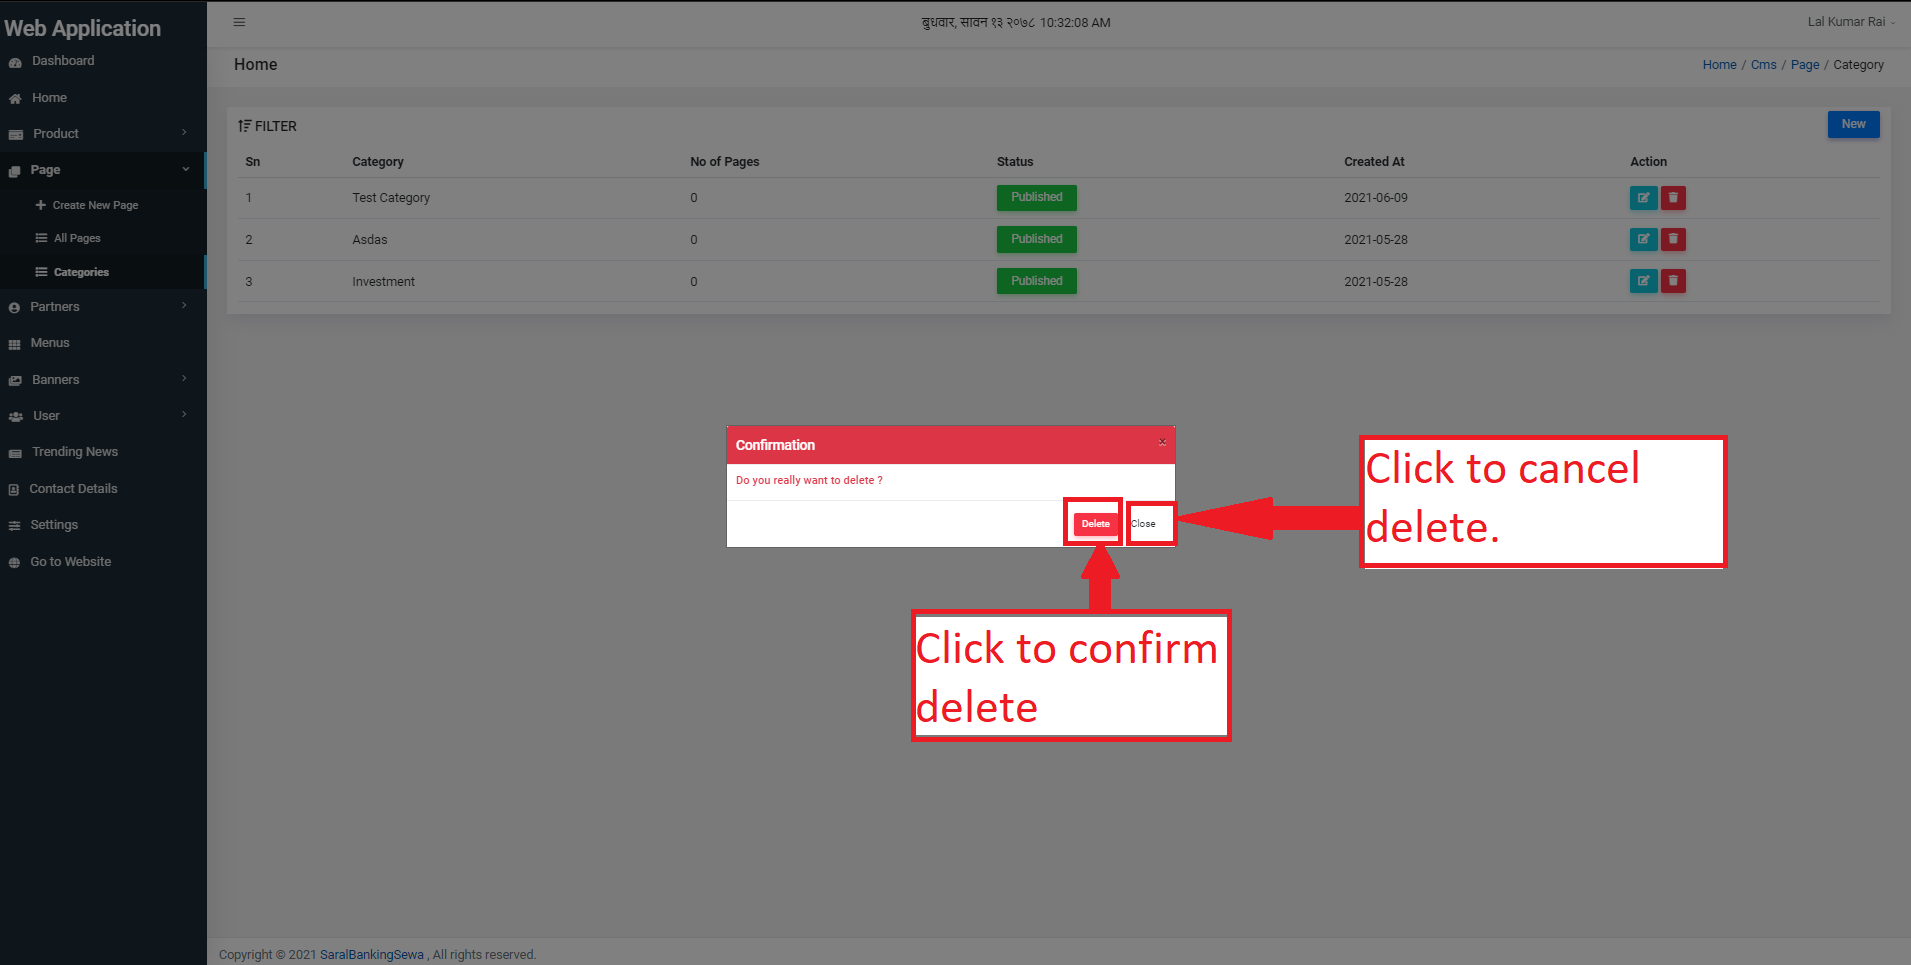 Web Application
बुधवार, सावन १३ २०७८ 10:32:08 AM
Lal Kumar Rai
Dashboard
Home
Product
Page
Create New Page
All Pages
Categories
Partners
Menus
Banners
User
Trending News
Contact Details
Settings
Go to Website
Home
Home / Cms / Page / Category
FILTER
New
Sn Category No of Pages Status Created At Action
1 Test Category 0 Published 2021-06-09
2 Asdas 0 Published 2021-05-28
3 Investment 0 Published 2021-05-28
Confirmation ×
Do you really want to delete ?
Delete Close
Click to cancel
delete.
Click to confirm
delete
Copyright © 2021 SaralBankingSewa , All rights reserved.